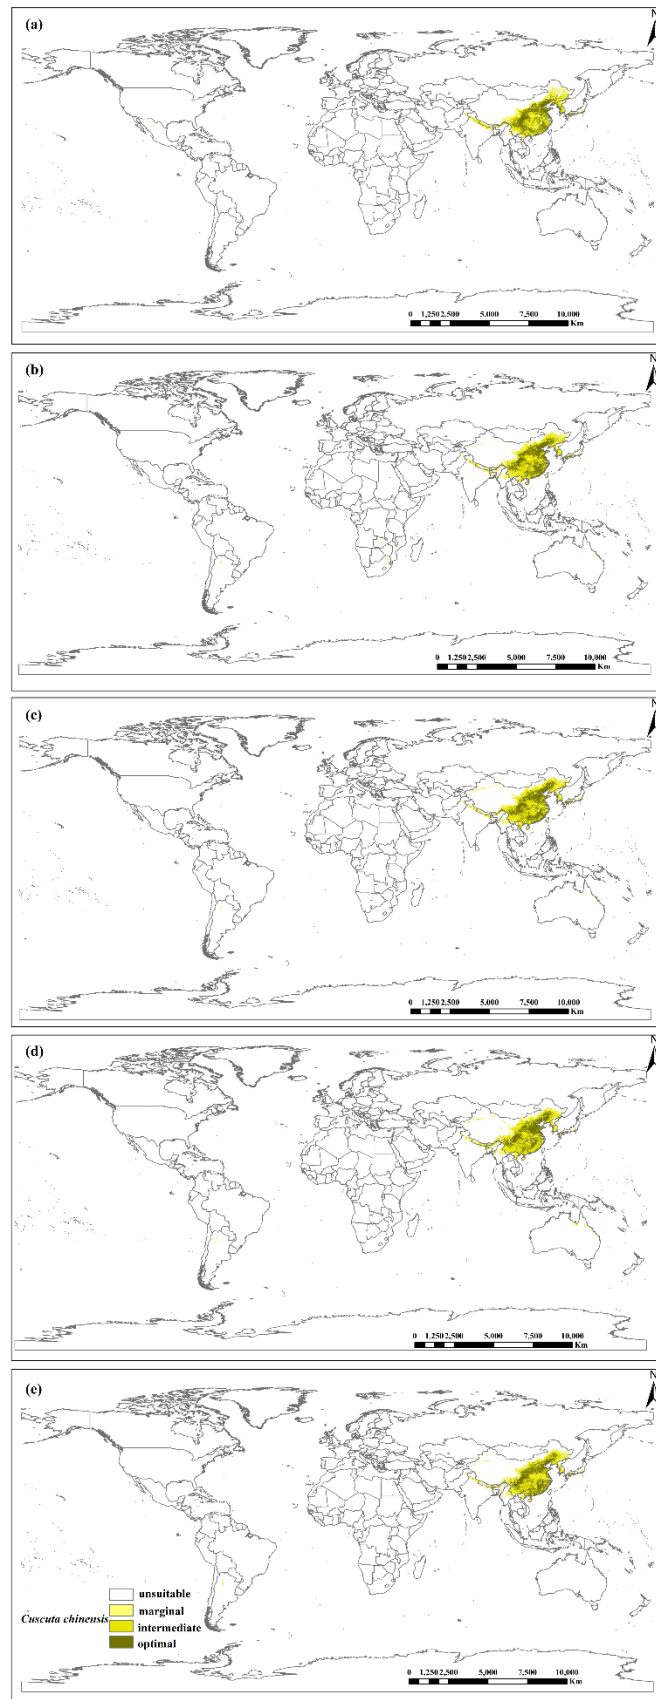 (a)
N
0 1,250 2,500 5,000 7,500 10,000
Km
(b)
N
0 1,250 2,500 5,000 7,500 10,000
Km
(c)
N
0 1,250 2,500 5,000 7,500 10,000
Km
(d)
N
0 1,250 2,500 5,000 7,500 10,000
Km
(e)
N
unsuitable
marginal
Cuscuta chinensis
intermediate
optimal
0 1,250 2,500 5,000 7,500 10,000
Km